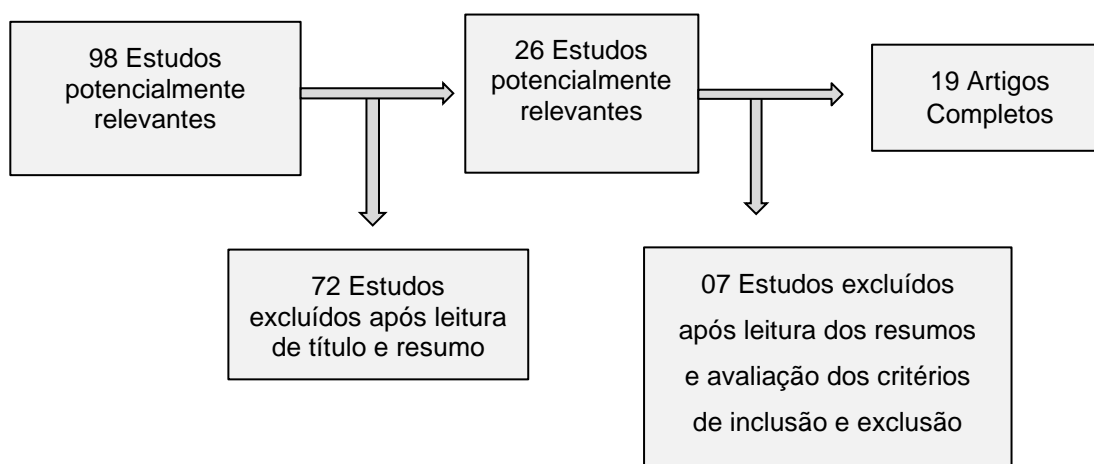 98 Estudos
potencialmente
relevantes
26 Estudos
potencialmente
relevantes
19 Artigos
Completos
72 Estudos
excluídos após leitura
de título e resumo
07 Estudos excluídos
após leitura dos resumos
e avaliação dos critérios
de inclusão e exclusão